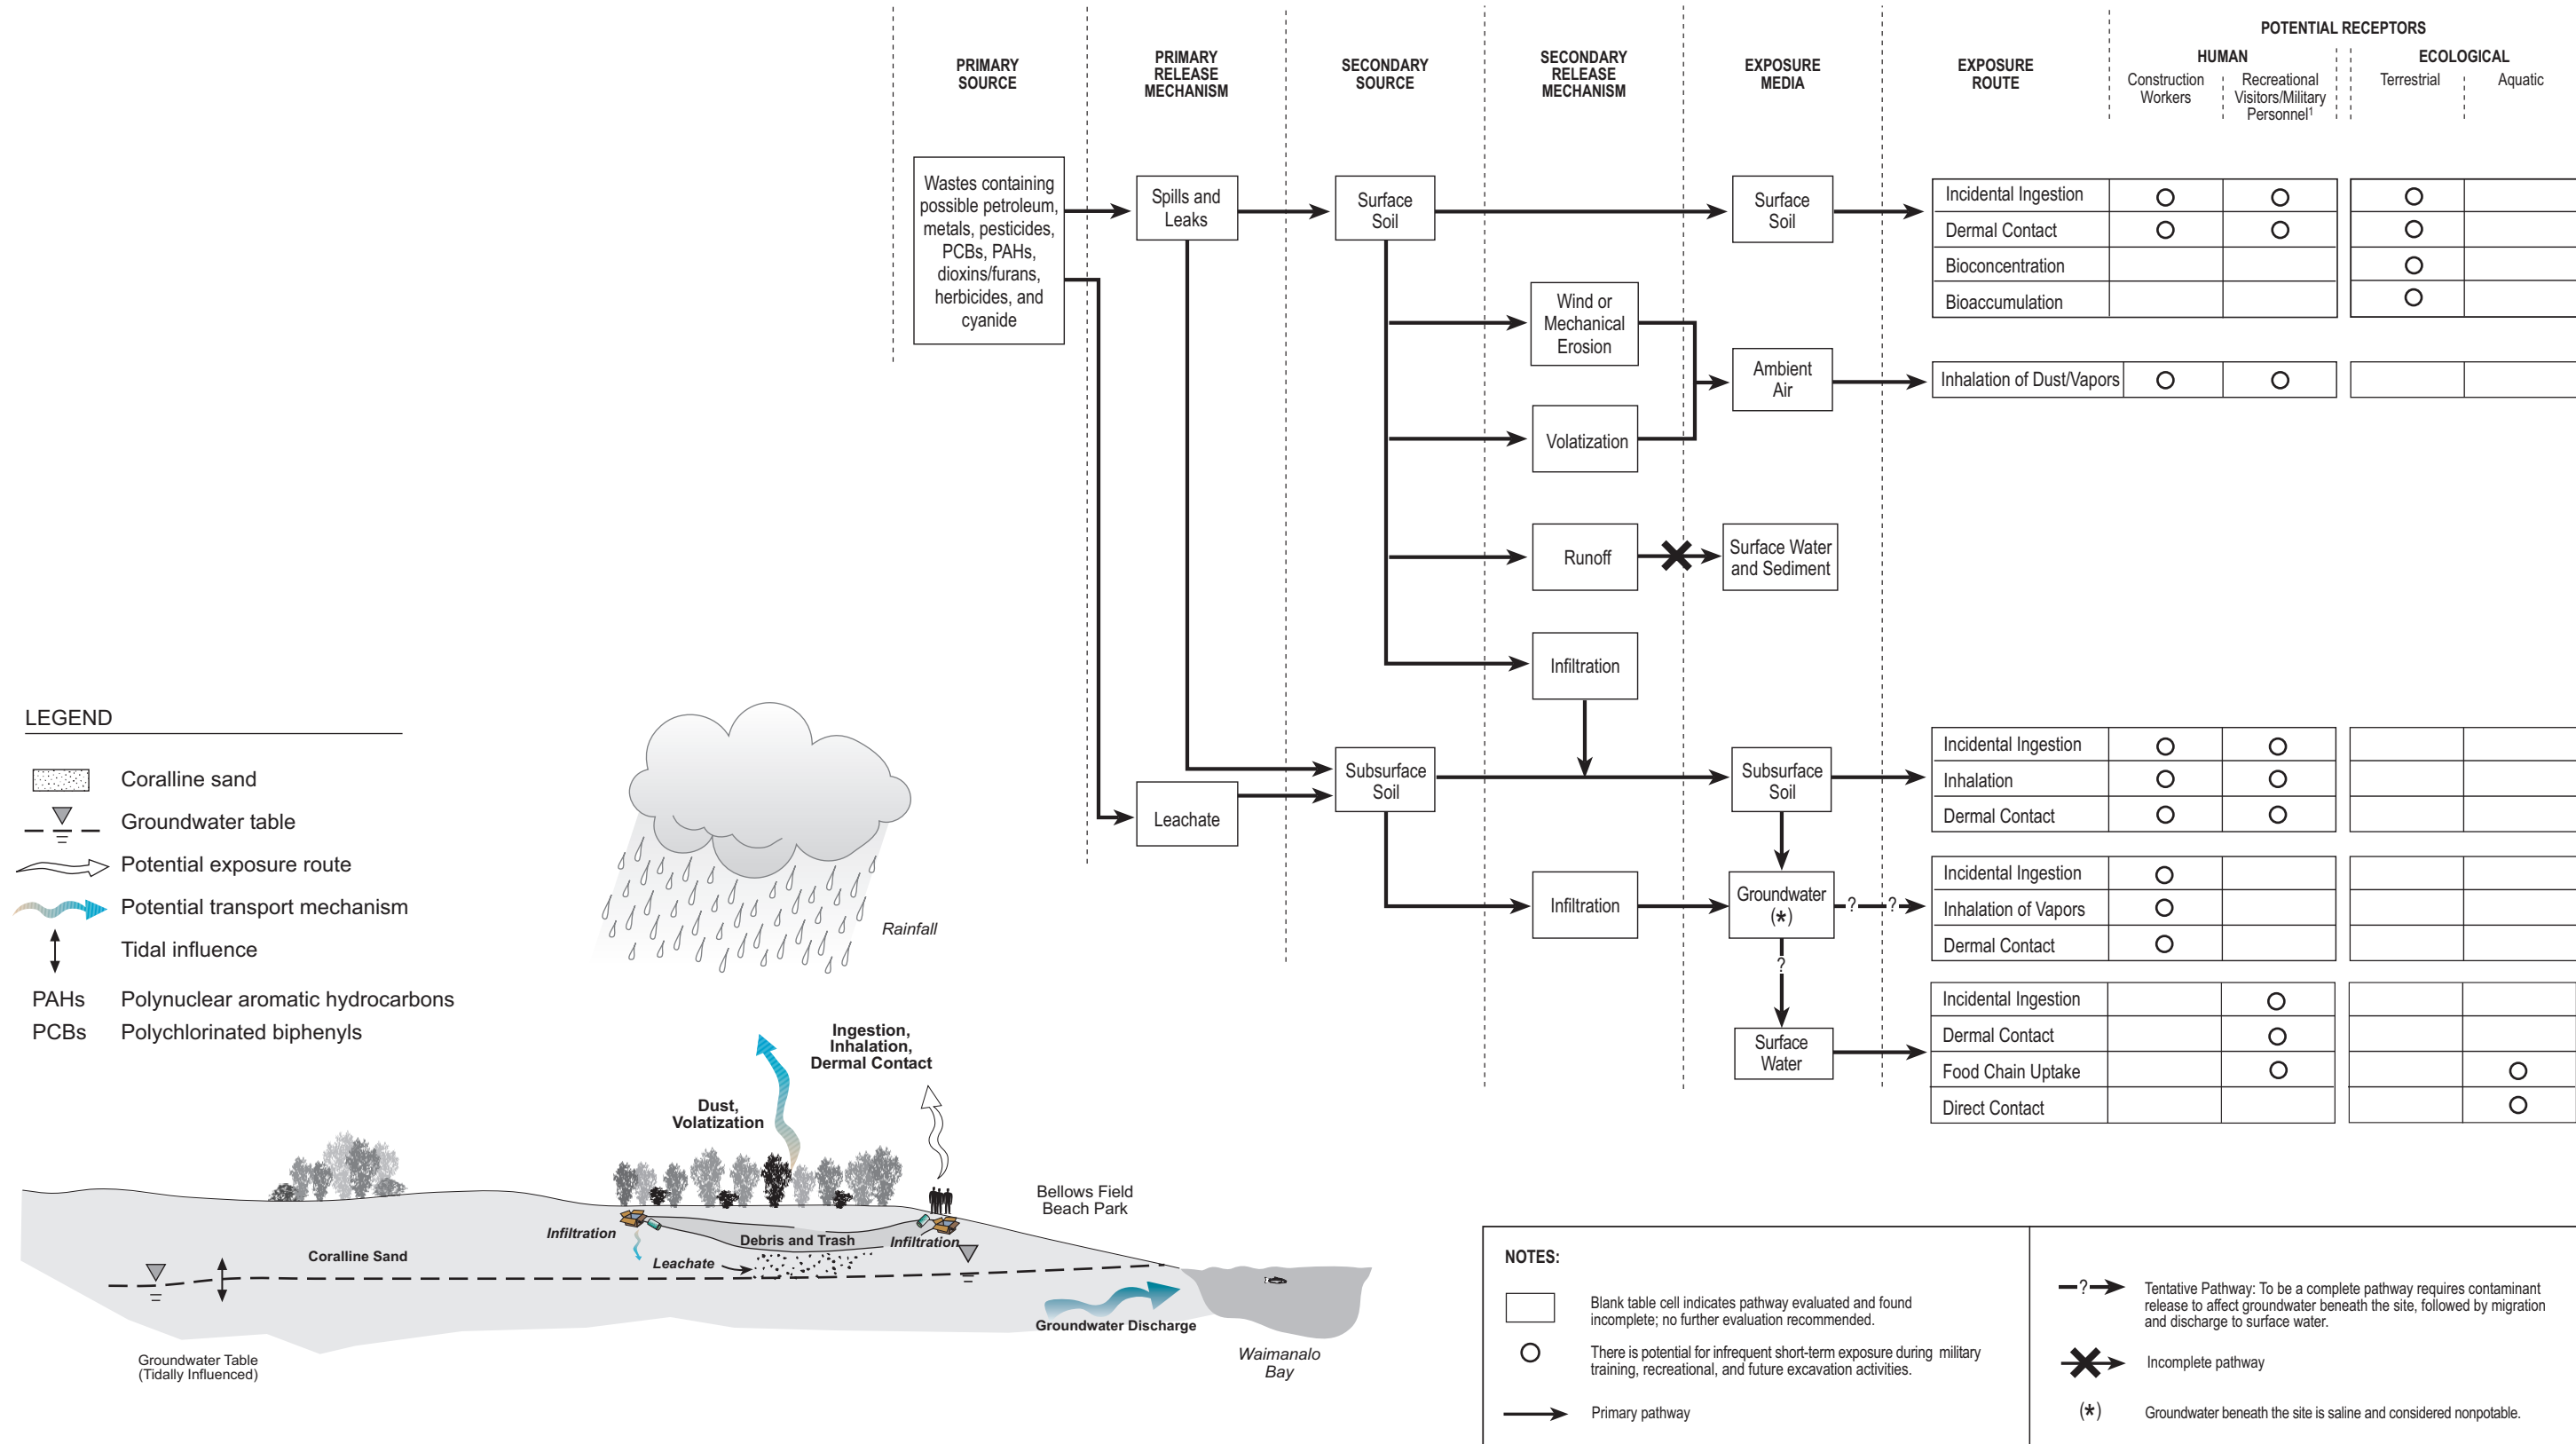 POTENTIAL RECEPTORS
HUMAN
ECOLOGICAL
PRIMARY
SOURCE
PRIMARY
RELEASE
MECHANISM
SECONDARY
SOURCE
SECONDARY
RELEASE
MECHANISM
EXPOSURE
MEDIA
EXPOSURE
ROUTE
Construction
Workers
Recreational
Visitors/Military
Personnel1
Terrestrial
Aquatic
Wastes containing
possible petroleum,
metals, pesticides,
PCBs, PAHs,
dioxins/furans,
herbicides, and
cyanide
Spills and
Leaks
Surface
Soil
Surface
Soil
Incidental Ingestion
Dermal Contact
Bioconcentration
Bioaccumulation
Wind or
Mechanical
Erosion
Ambient
Air
Inhalation of Dust/Vapors
Volatization
Runoff
Surface Water
and Sediment
Infiltration
Leachate
Subsurface
Soil
Subsurface
Soil
Incidental Ingestion
Inhalation
Dermal Contact
Infiltration
Groundwater
(*)
?
?
Incidental Ingestion
Inhalation of Vapors
Dermal Contact
?
Surface
Water
Incidental Ingestion
Dermal Contact
Food Chain Uptake
Direct Contact
LEGEND
Coralline sand
Groundwater table
Potential exposure route
Potential transport mechanism
Tidal influence
PAHs Polynuclear aromatic hydrocarbons
PCBs Polychlorinated biphenyls
Rainfall
Ingestion,
Inhalation,
Dermal Contact
Dust,
Volatization
Bellows Field
Beach Park
Infiltration
Debris and Trash
Infiltration
Coralline Sand
Leachate
Groundwater Discharge
Groundwater Table
(Tidally Influenced)
Waimanalo
Bay
NOTES:
Blank table cell indicates pathway evaluated and found
incomplete; no further evaluation recommended.
There is potential for infrequent short-term exposure during military
training, recreational, and future excavation activities.
Primary pathway
?
Tentative Pathway: To be a complete pathway requires contaminant
release to affect groundwater beneath the site, followed by migration
and discharge to surface water.
Incomplete pathway
(*) Groundwater beneath the site is saline and considered nonpotable.